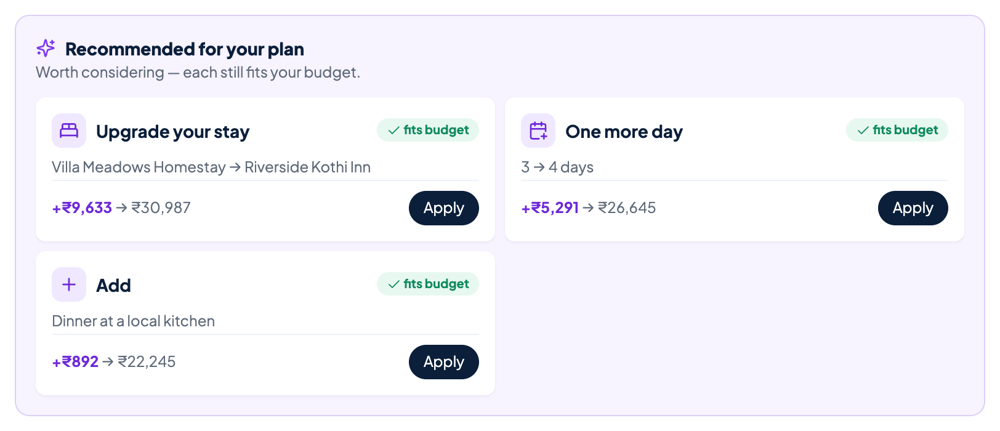 Recommended for your plan
Worth considering — each still fits your budget.
Upgrade your stay
✓ fits budget
Villa Meadows Homestay → Riverside Kothi Inn
+₹9,633 → ₹30,987
Apply
One more day
✓ fits budget
3 → 4 days
+₹5,291 → ₹26,645
Apply
Add
✓ fits budget
Dinner at a local kitchen
+₹892 → ₹22,245
Apply